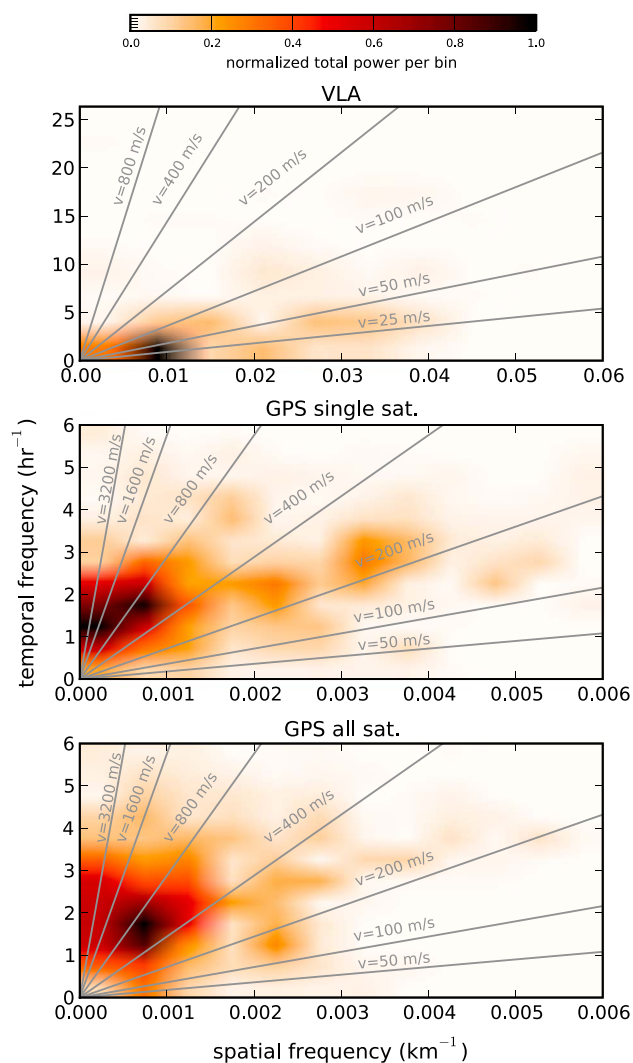 0.0 0.2 0.4 0.6 0.8 1.0
normalized total power per bin
VLA
25
20
15
10
5
0
v=800 m/s
v=400 m/s
v=200 m/s
v=100 m/s
v=50 m/s
v=25 m/s
0.00 0.01 0.02 0.03 0.04 0.05 0.06
GPS single sat.
temporal frequency (hr⁻¹)
6
5
4
3
2
1
0
v=3200 m/s
v=1600 m/s
v=800 m/s
v=400 m/s
v=200 m/s
v=100 m/s
v=50 m/s
0.000 0.001 0.002 0.003 0.004 0.005 0.006
GPS all sat.
6
5
4
3
2
1
0
v=3200 m/s
v=1600 m/s
v=800 m/s
v=400 m/s
v=200 m/s
v=100 m/s
v=50 m/s
0.000 0.001 0.002 0.003 0.004 0.005 0.006
spatial frequency (km⁻¹)